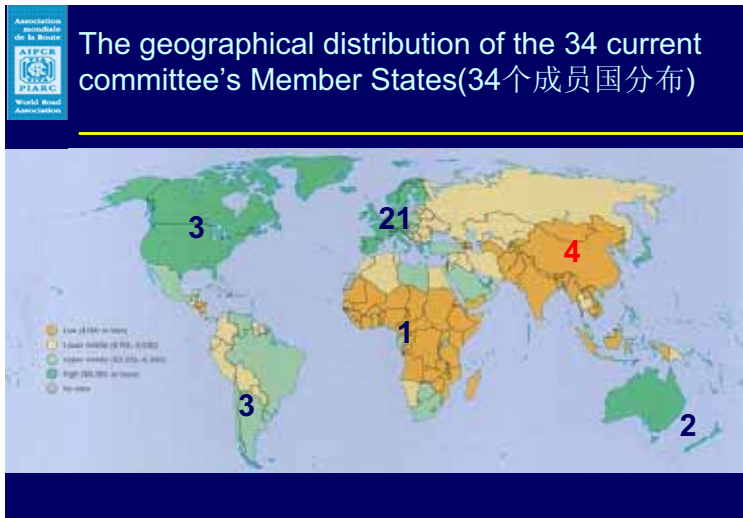 Association
mondiale
de la Route
AIPCR
PIARC
World Road
Association
The geographical distribution of the 34 current
committee’s Member States(34个成员国分布)
3
21
4
1
3
2